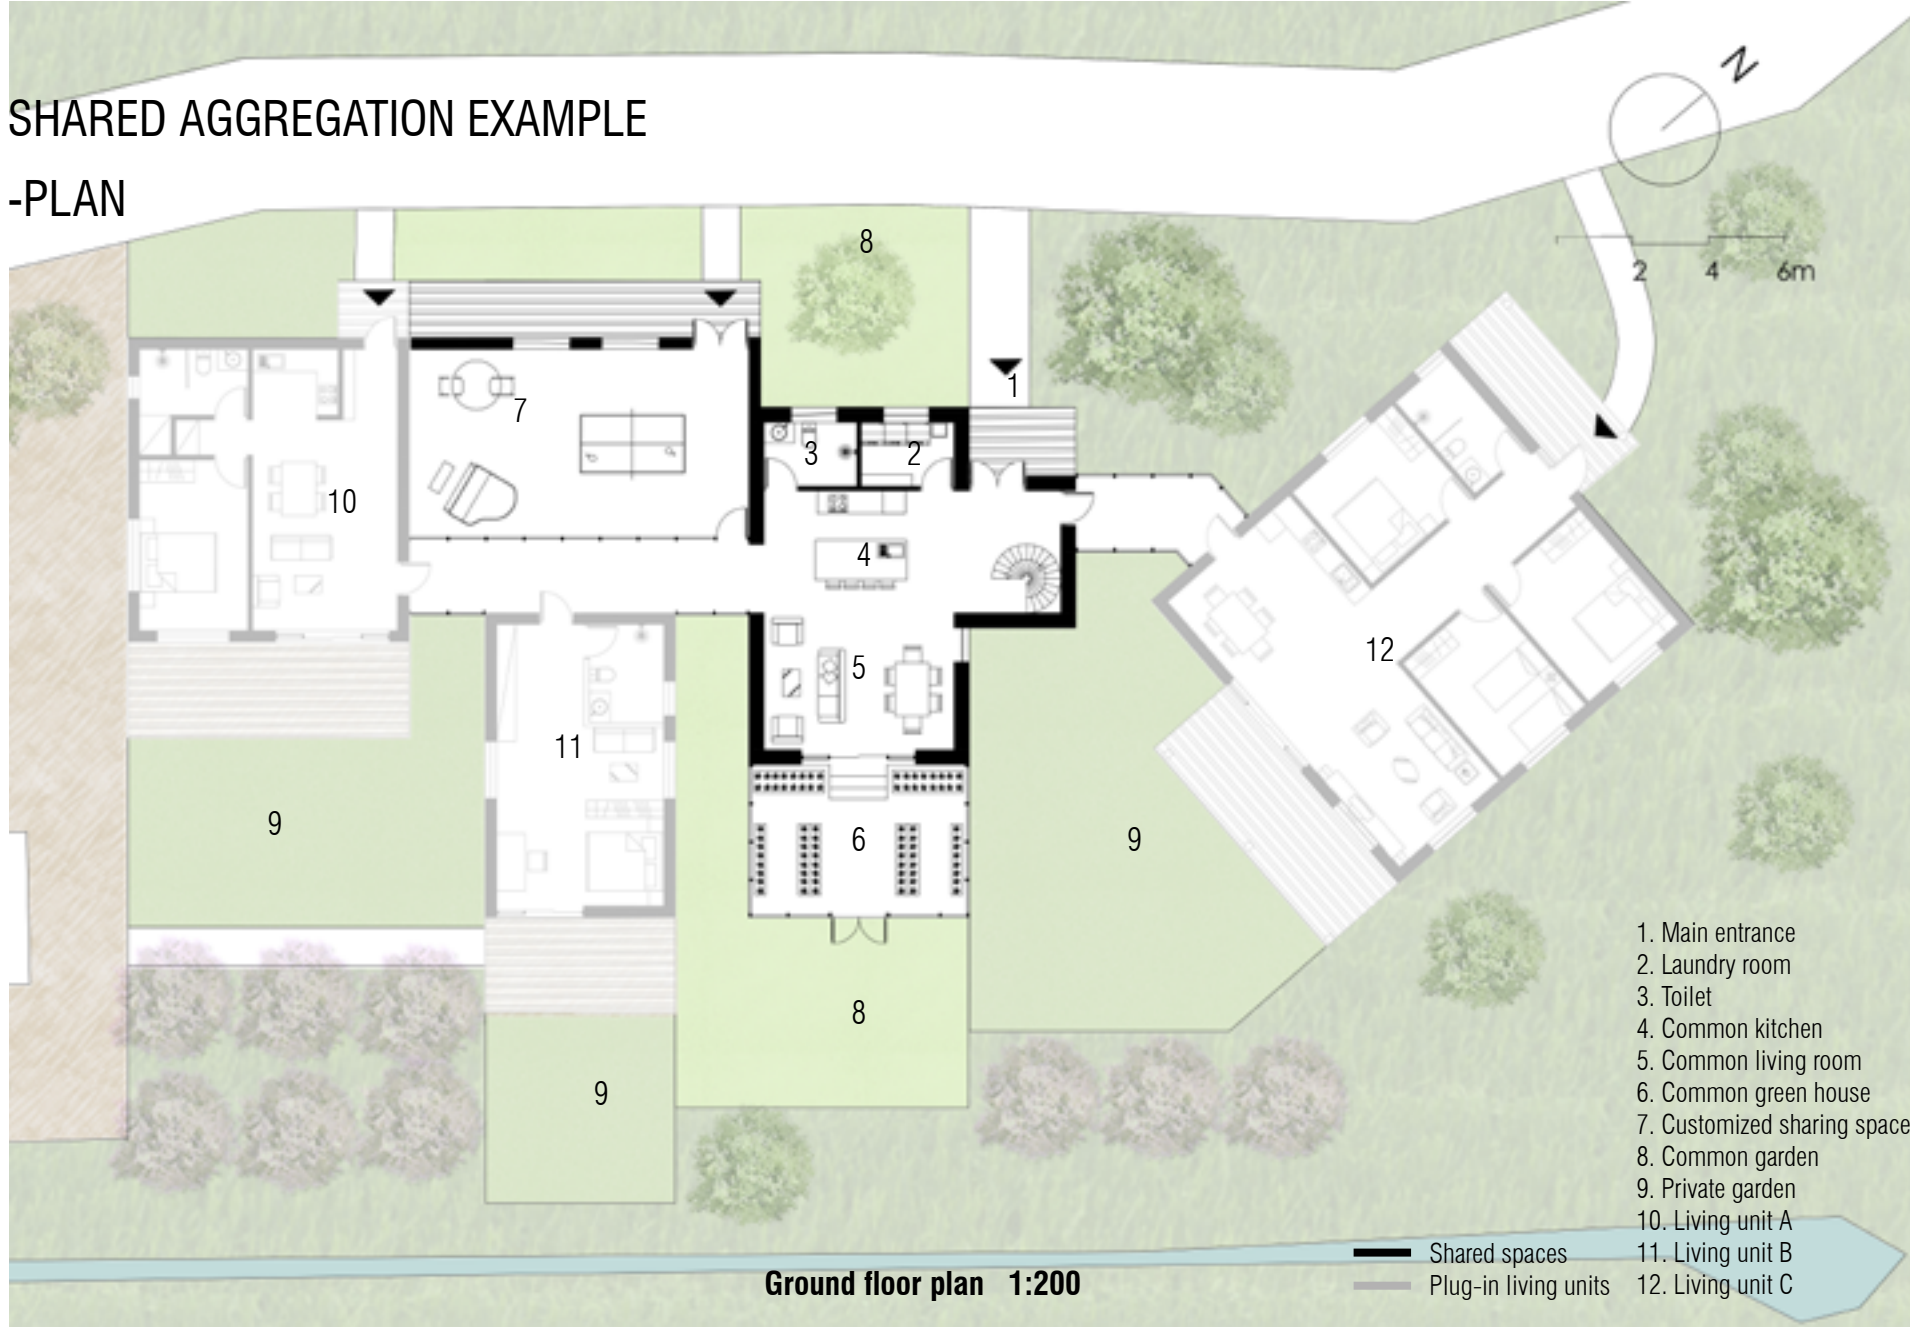 N
SHARED AGGREGATION EXAMPLE
-PLAN
8
2 4 6m
1
7
3
2
10
4
12
5
11
9
6
9
8
9
1. Main entrance
2. Laundry room
3. Toilet
4. Common kitchen
5. Common living room
6. Common green house
7. Customized sharing space
8. Common garden
9. Private garden
10. Living unit A
11. Living unit B
12. Living unit C
Shared spaces
Plug-in living units
Ground floor plan 1:200